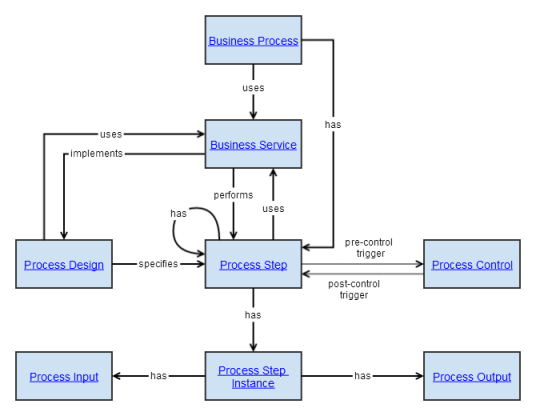 Business Process
uses
has
Business Service
uses
implements
performs
uses
has
Process Design
specifies
Process Step
pre-control
trigger
post-control
trigger
Process Control
has
Process Input
has
Process Step
Instance
has
Process Output